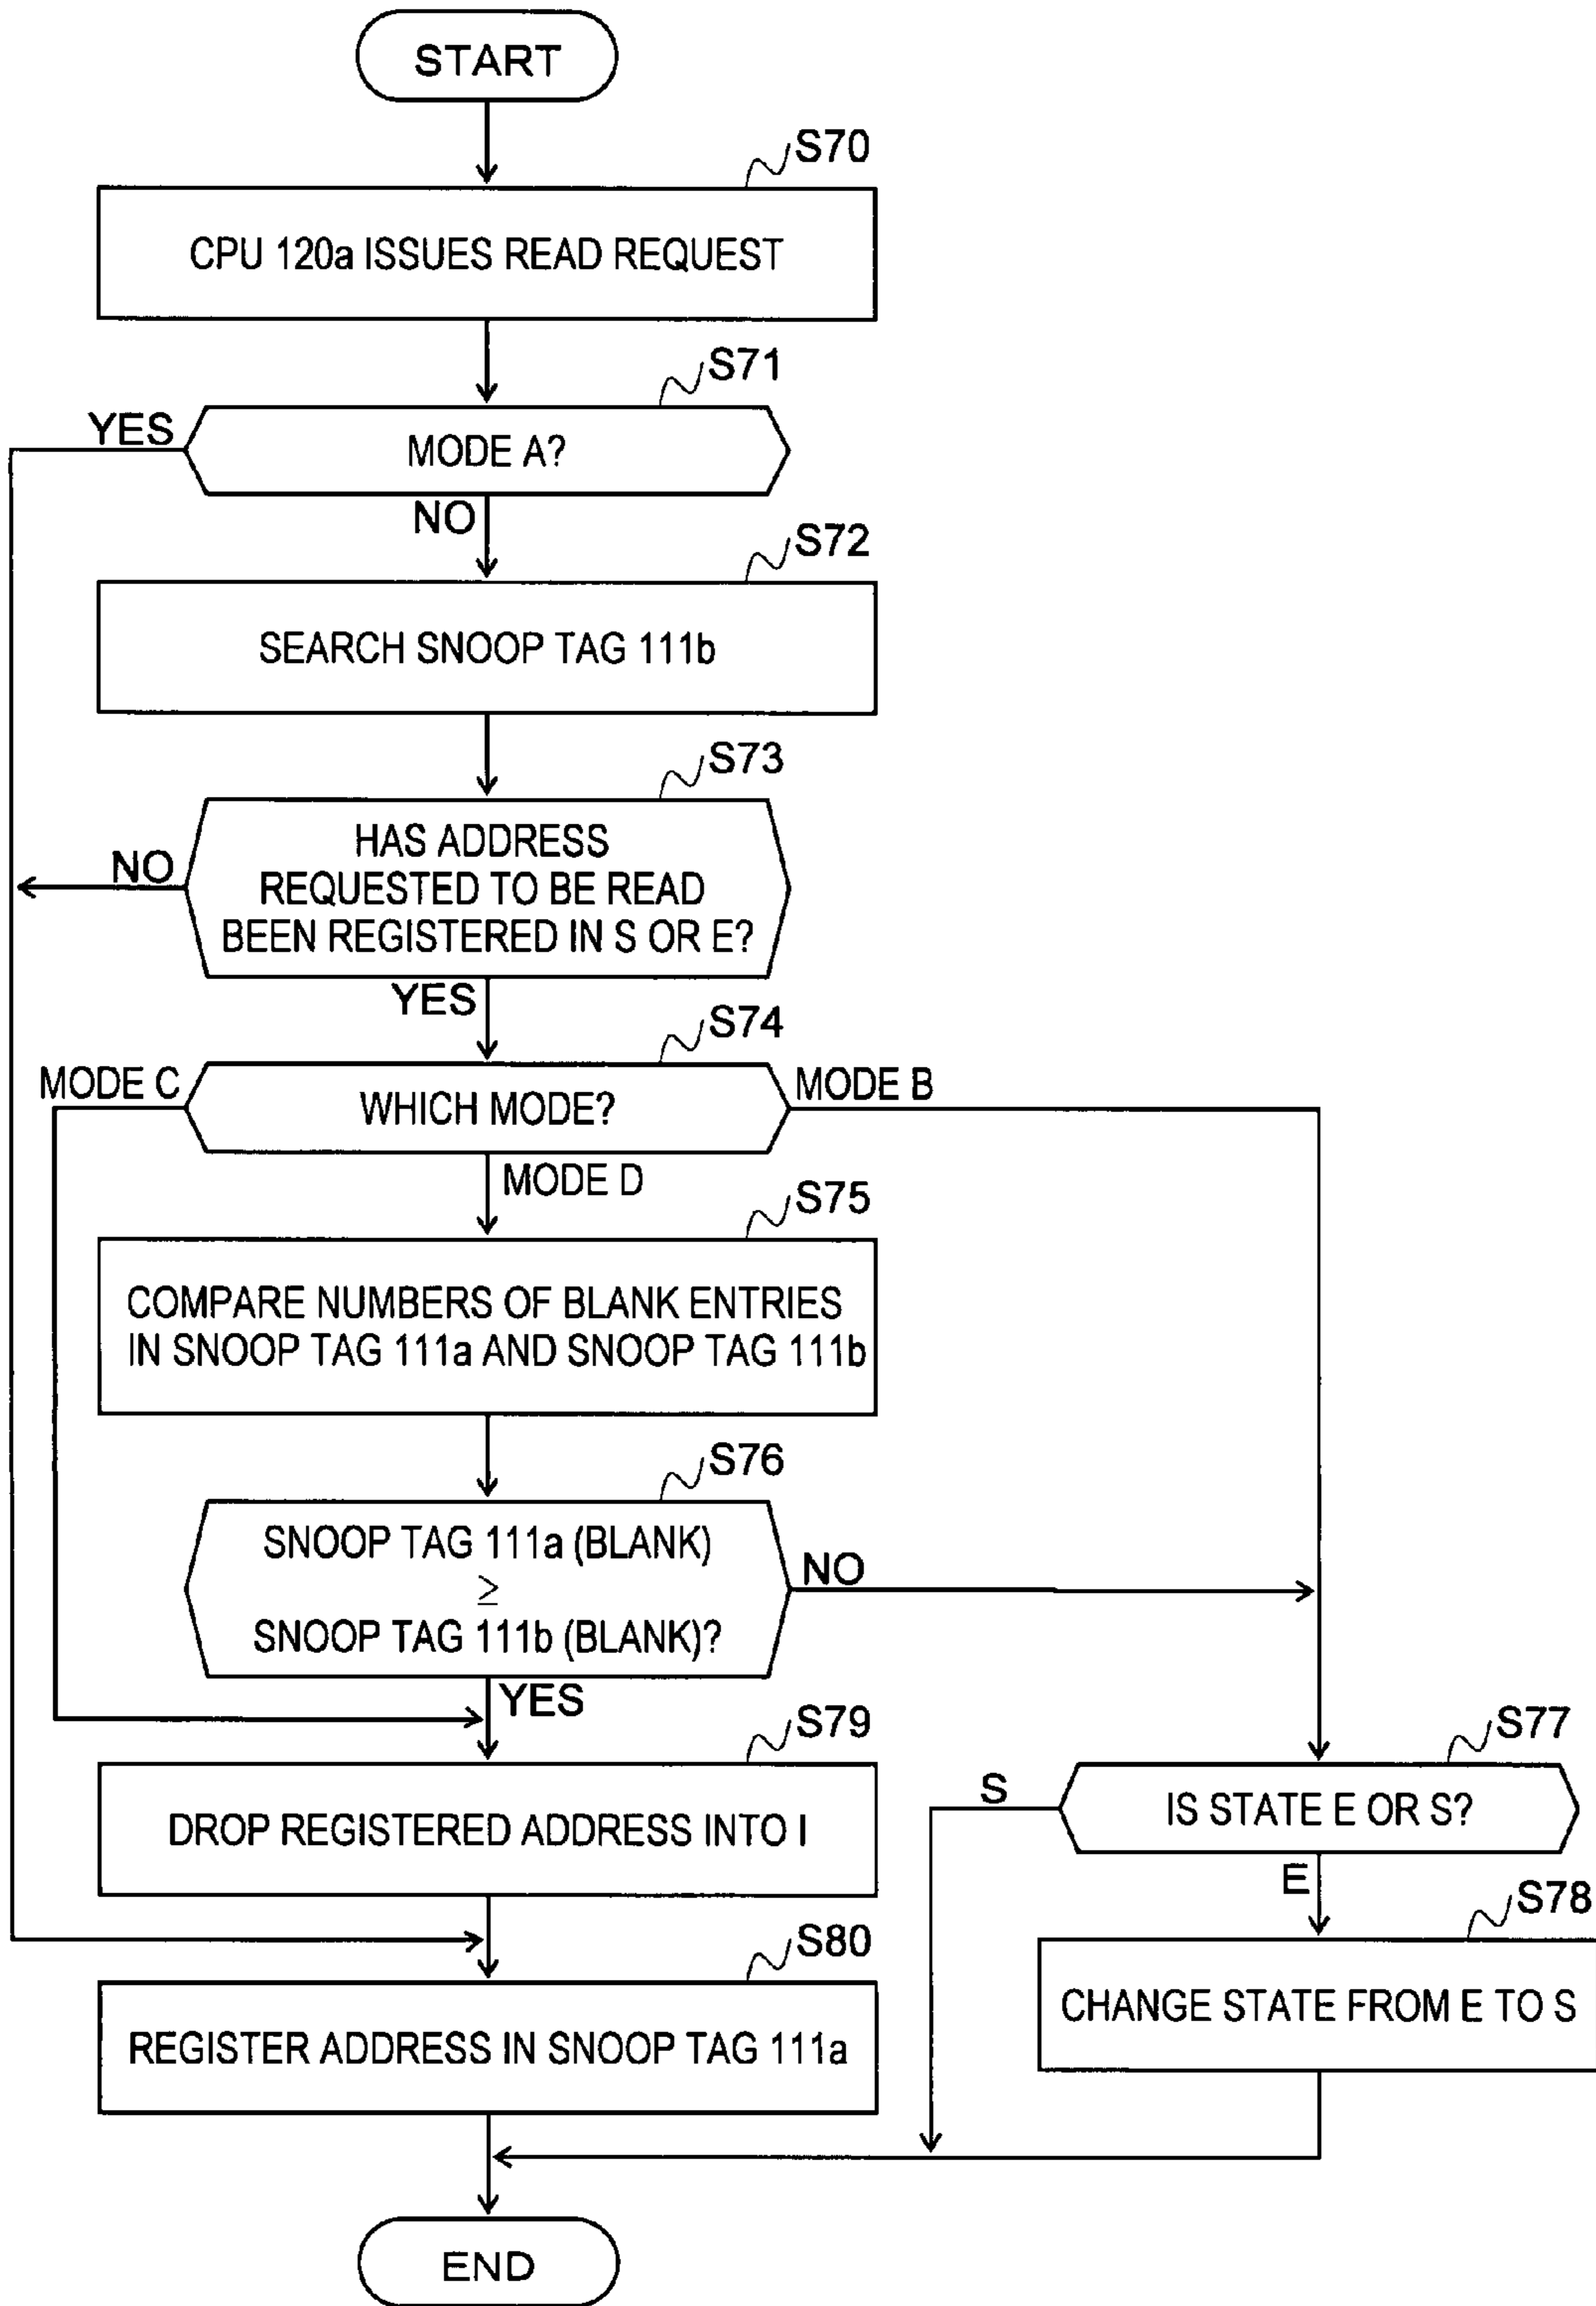 START
S70
CPU 120a ISSUES READ REQUEST
S71
YES
MODE A?
NO
S72
SEARCH SNOOP TAG 111b
S73
NO
HAS ADDRESS
REQUESTED TO BE READ
BEEN REGISTERED IN S OR E?
YES
S74
MODE C
WHICH MODE?
MODE B
MODE D
S75
COMPARE NUMBERS OF BLANK ENTRIES
IN SNOOP TAG 111a AND SNOOP TAG 111b
S76
SNOOP TAG 111a (BLANK)
≥
SNOOP TAG 111b (BLANK)?
NO
YES
S79
DROP REGISTERED ADDRESS INTO I
S77
S
IS STATE E OR S?
E
S78
CHANGE STATE FROM E TO S
S80
REGISTER ADDRESS IN SNOOP TAG 111a
END